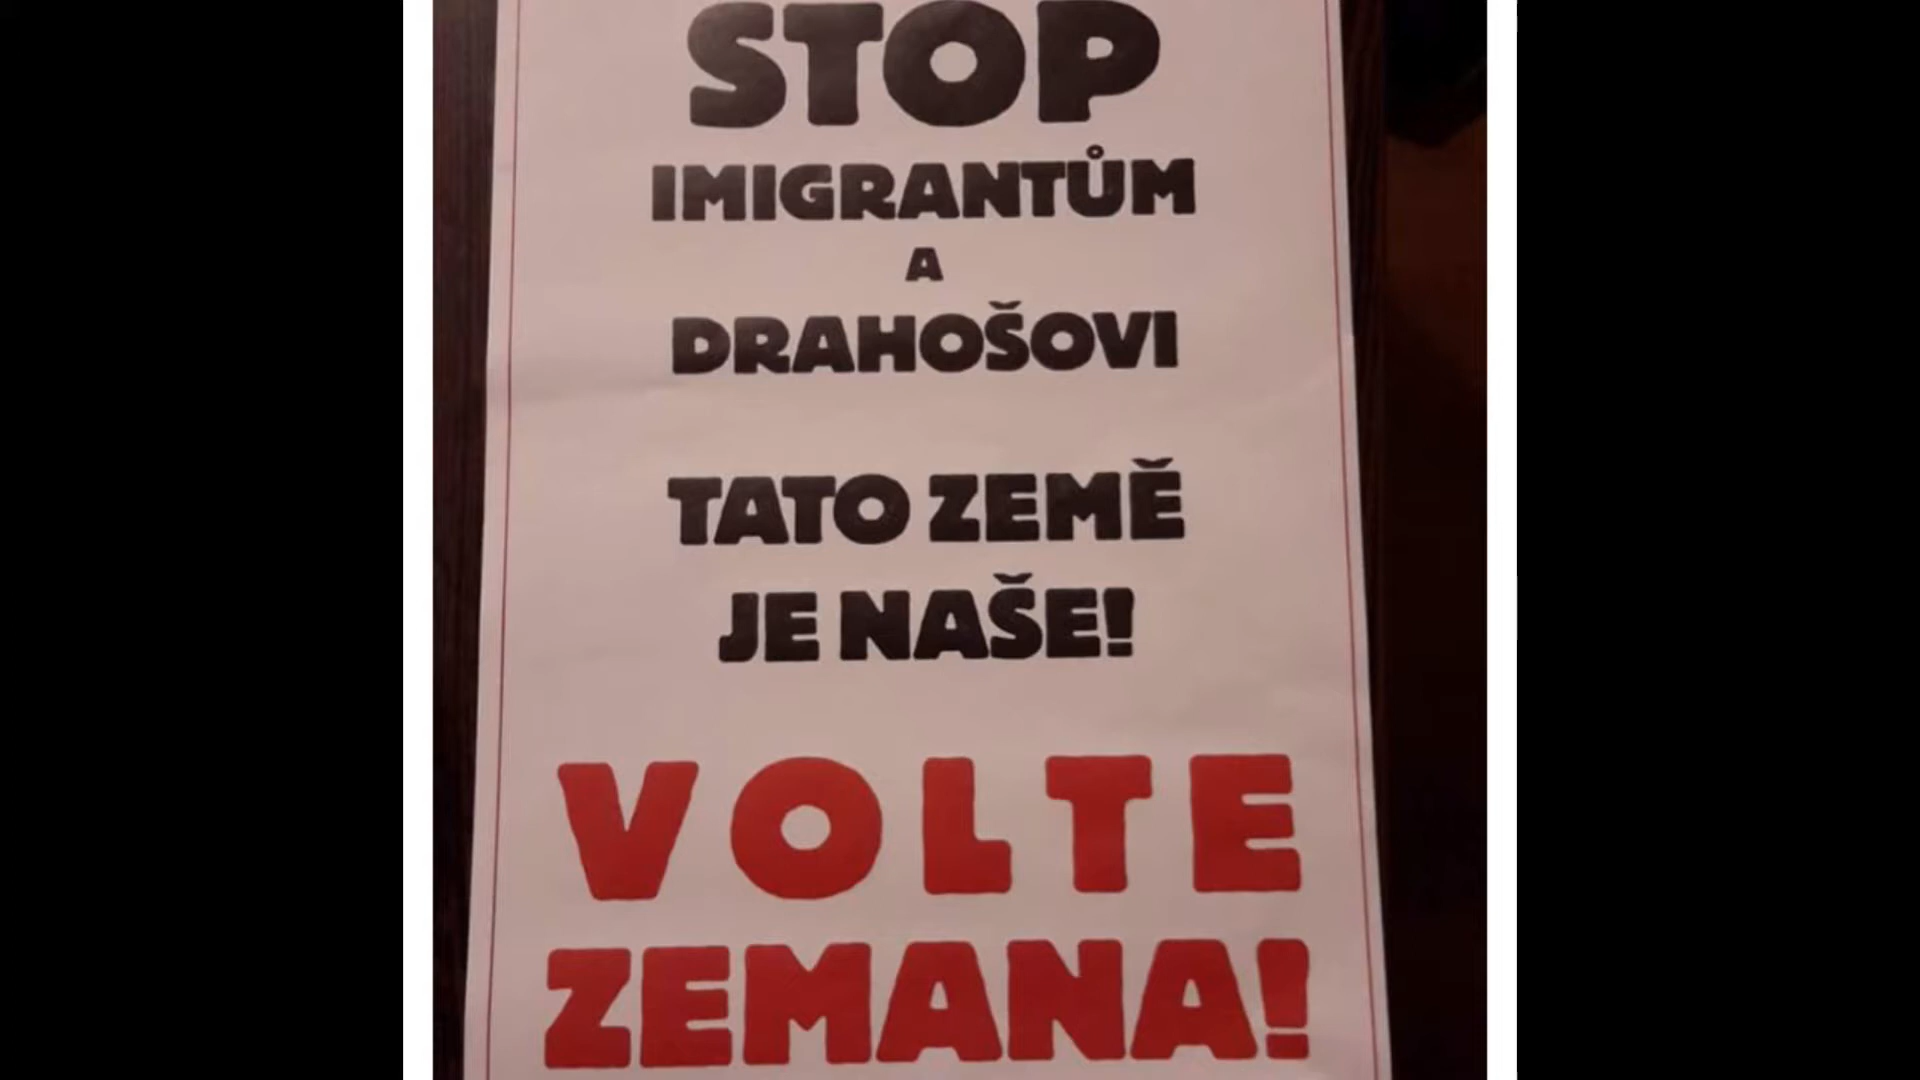 STOP
IMIGRANTŮM
A
DRAHOŠOVI
TATO ZEMĚ
JE NAŠE!
VOLTE
ZEMANA!